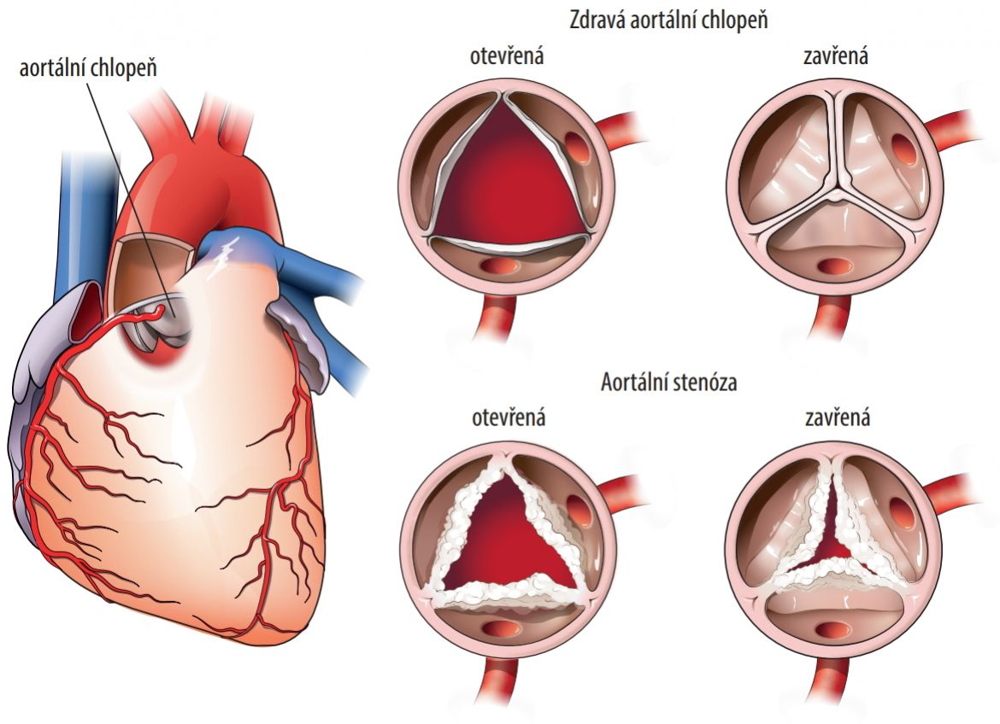 aortální chlopeň
Zdravá aortální chlopeň
otevřená
zavřená
Aortální stenóza
otevřená
zavřená